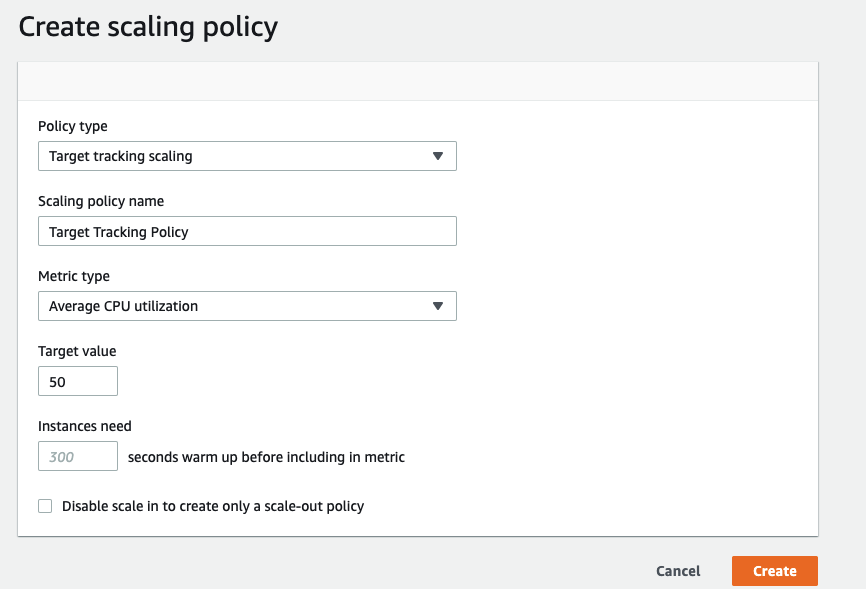 Create scaling policy
Policy type
Target tracking scaling
Scaling policy name
Target Tracking Policy
Metric type
Average CPU utilization
Target value
50
Instances need
300 seconds warm up before including in metric
Disable scale in to create only a scale-out policy
Cancel Create